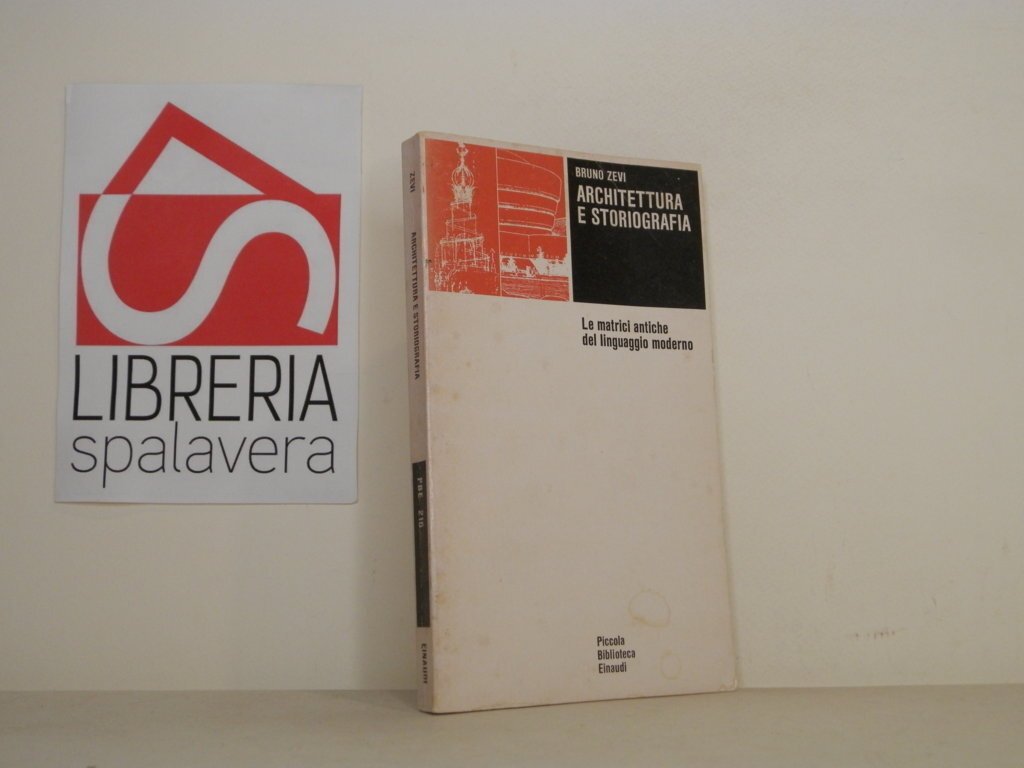 LIBRERIA
spalavera
ZEVI
ARCHITETTURA E STORIOGRAFIA
PBE 210
EINAUDI
BRUNO ZEVI
ARCHITETTURA
E STORIOGRAFIA
Le matrici antiche
del linguaggio moderno
Piccola
Biblioteca
Einaudi